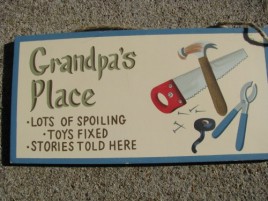 Grandpa's
Place
•LOTS OF SPOILING
•TOYS FIXED
•STORIES TOLD HERE